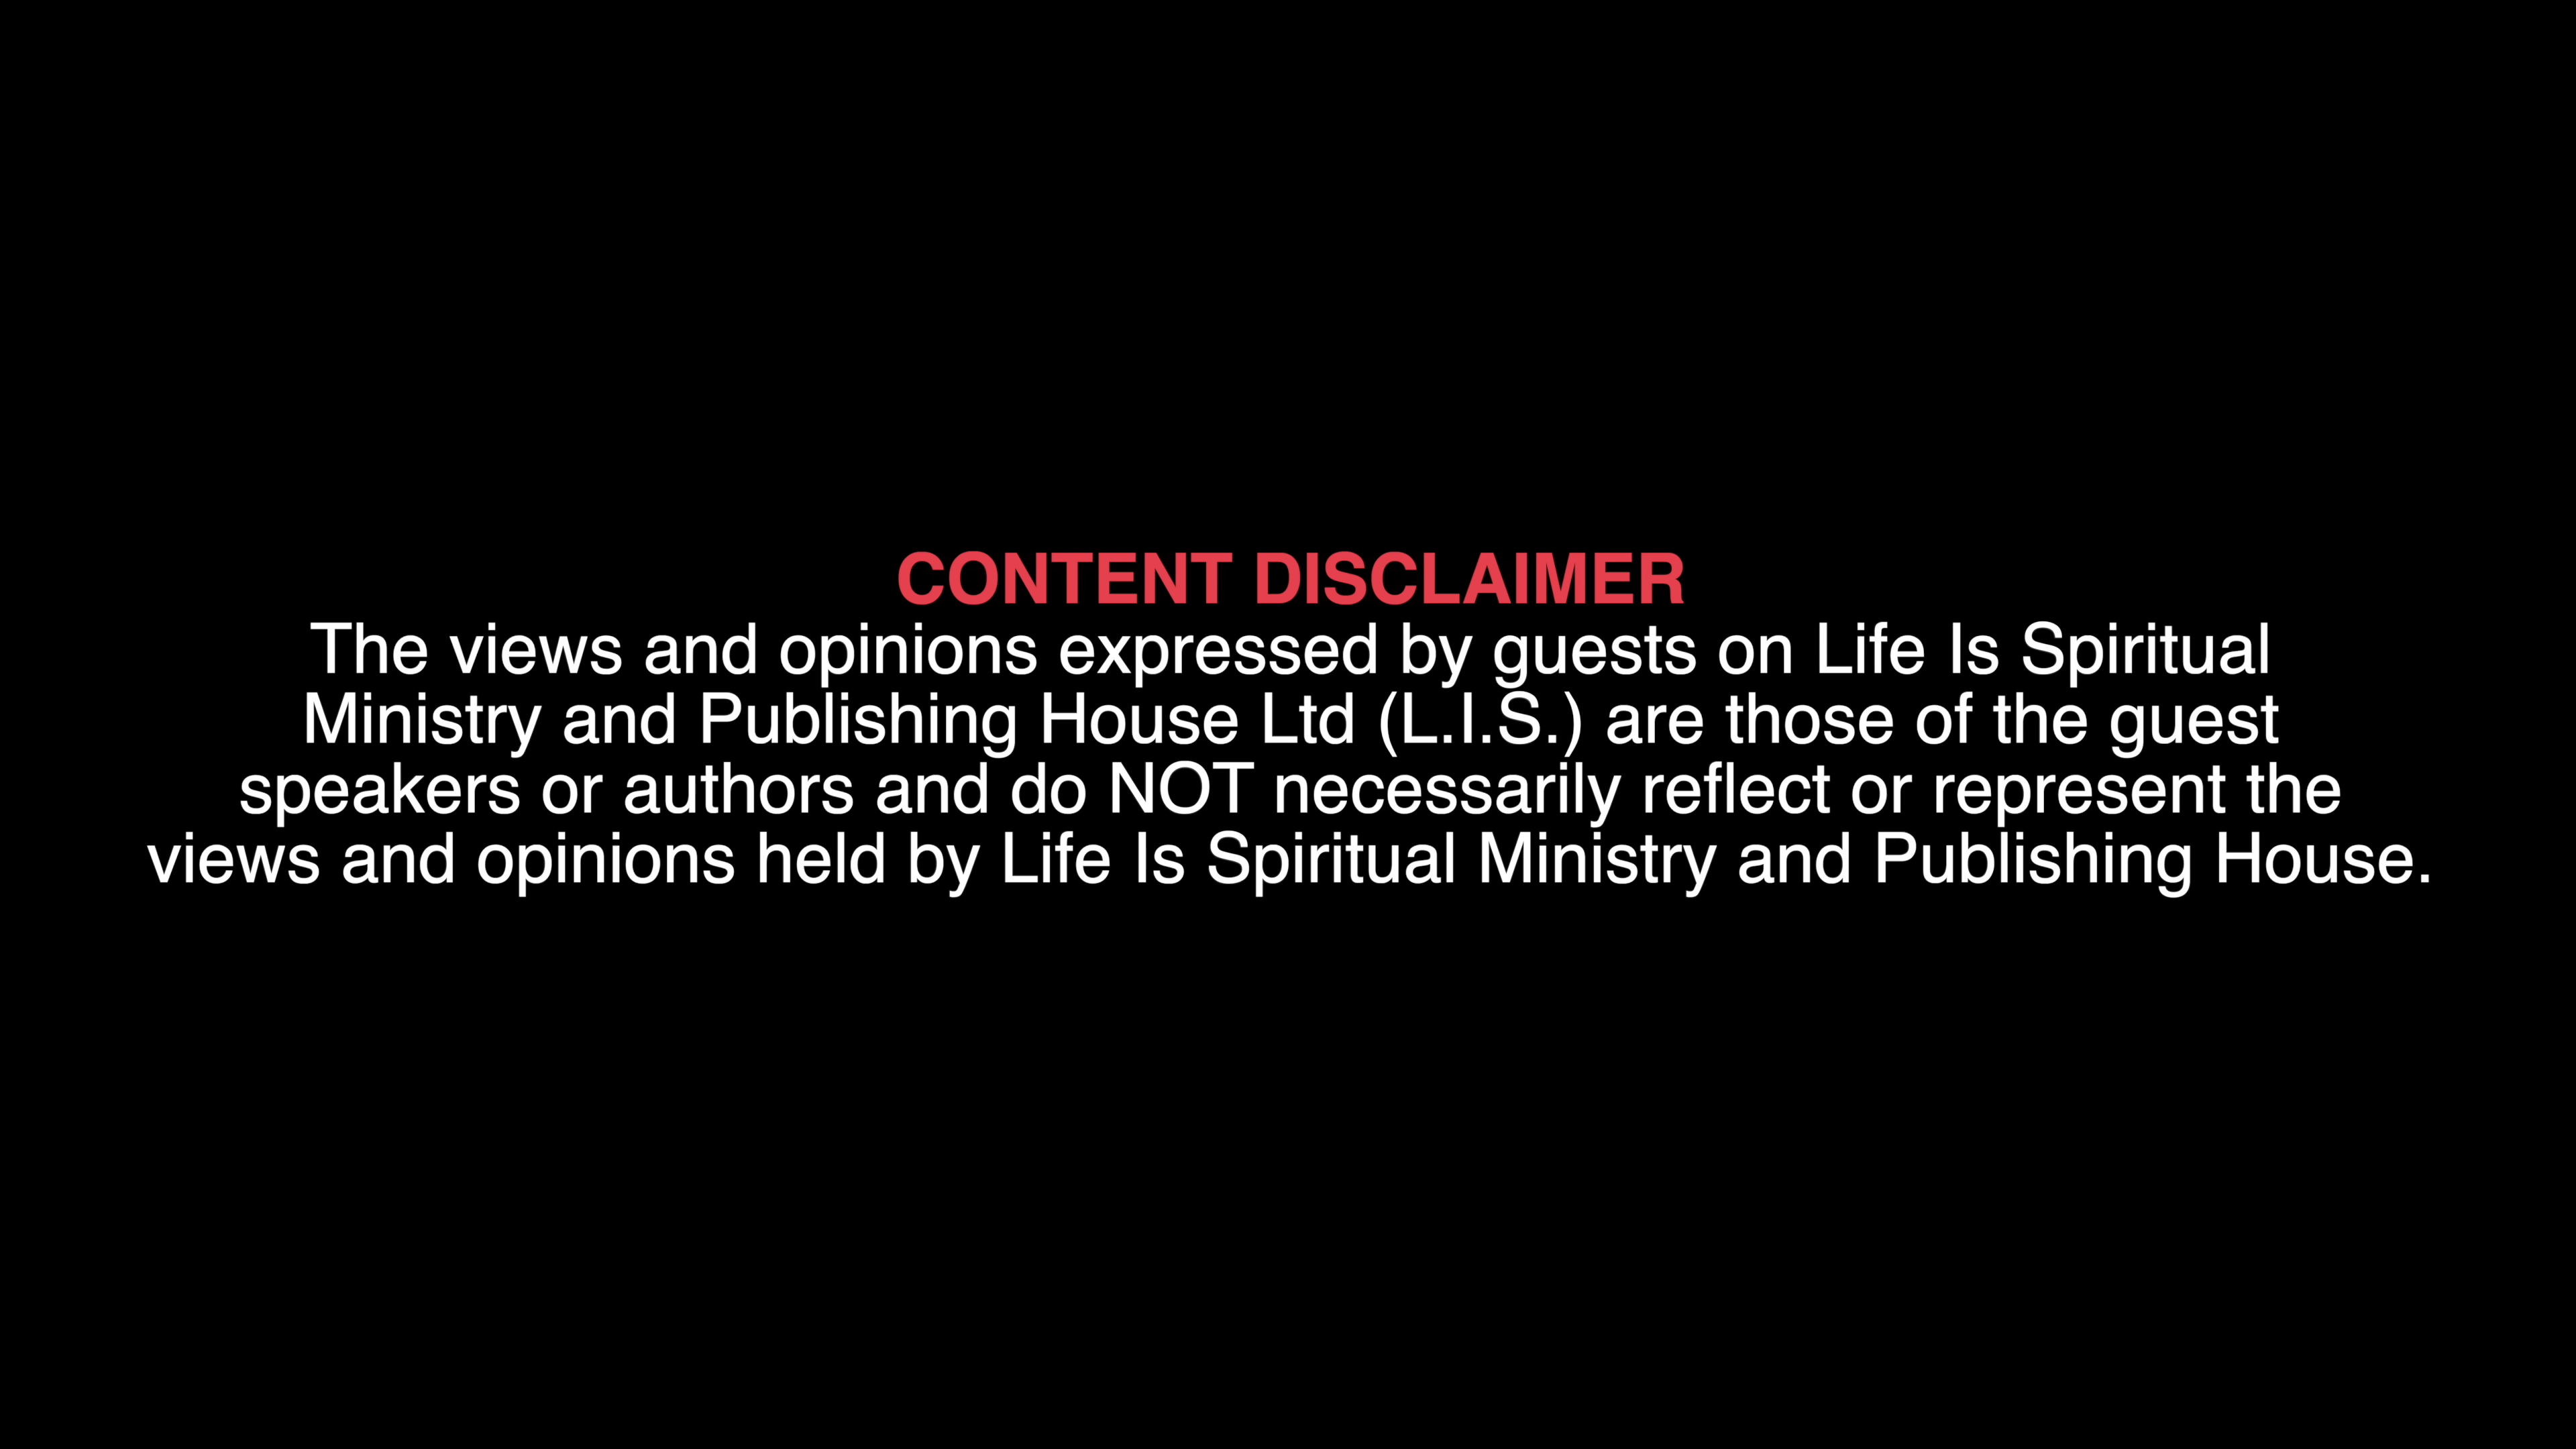 CONTENT DISCLAIMER
The views and opinions expressed by guests on Life Is Spiritual
Ministry and Publishing House Ltd (L.I.S.) are those of the guest
speakers or authors and do NOT necessarily reflect or represent the
views and opinions held by Life Is Spiritual Ministry and Publishing House.